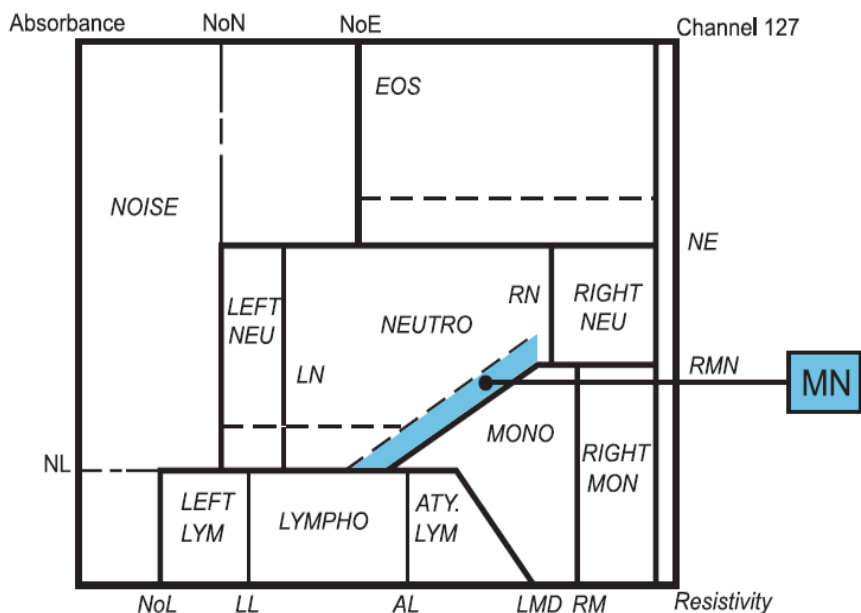 Absorbance
NoN
NoE
Channel 127
EOS
NOISE
NE
LEFT
NEU
NEUTRO
RN
RIGHT
NEU
LN
RMN
MN
MONO
RIGHT
MON
NL
LEFT
LYM
LYMPHO
ATY.
LYM
NoL
LL
AL
LMD
RM
Resistivity